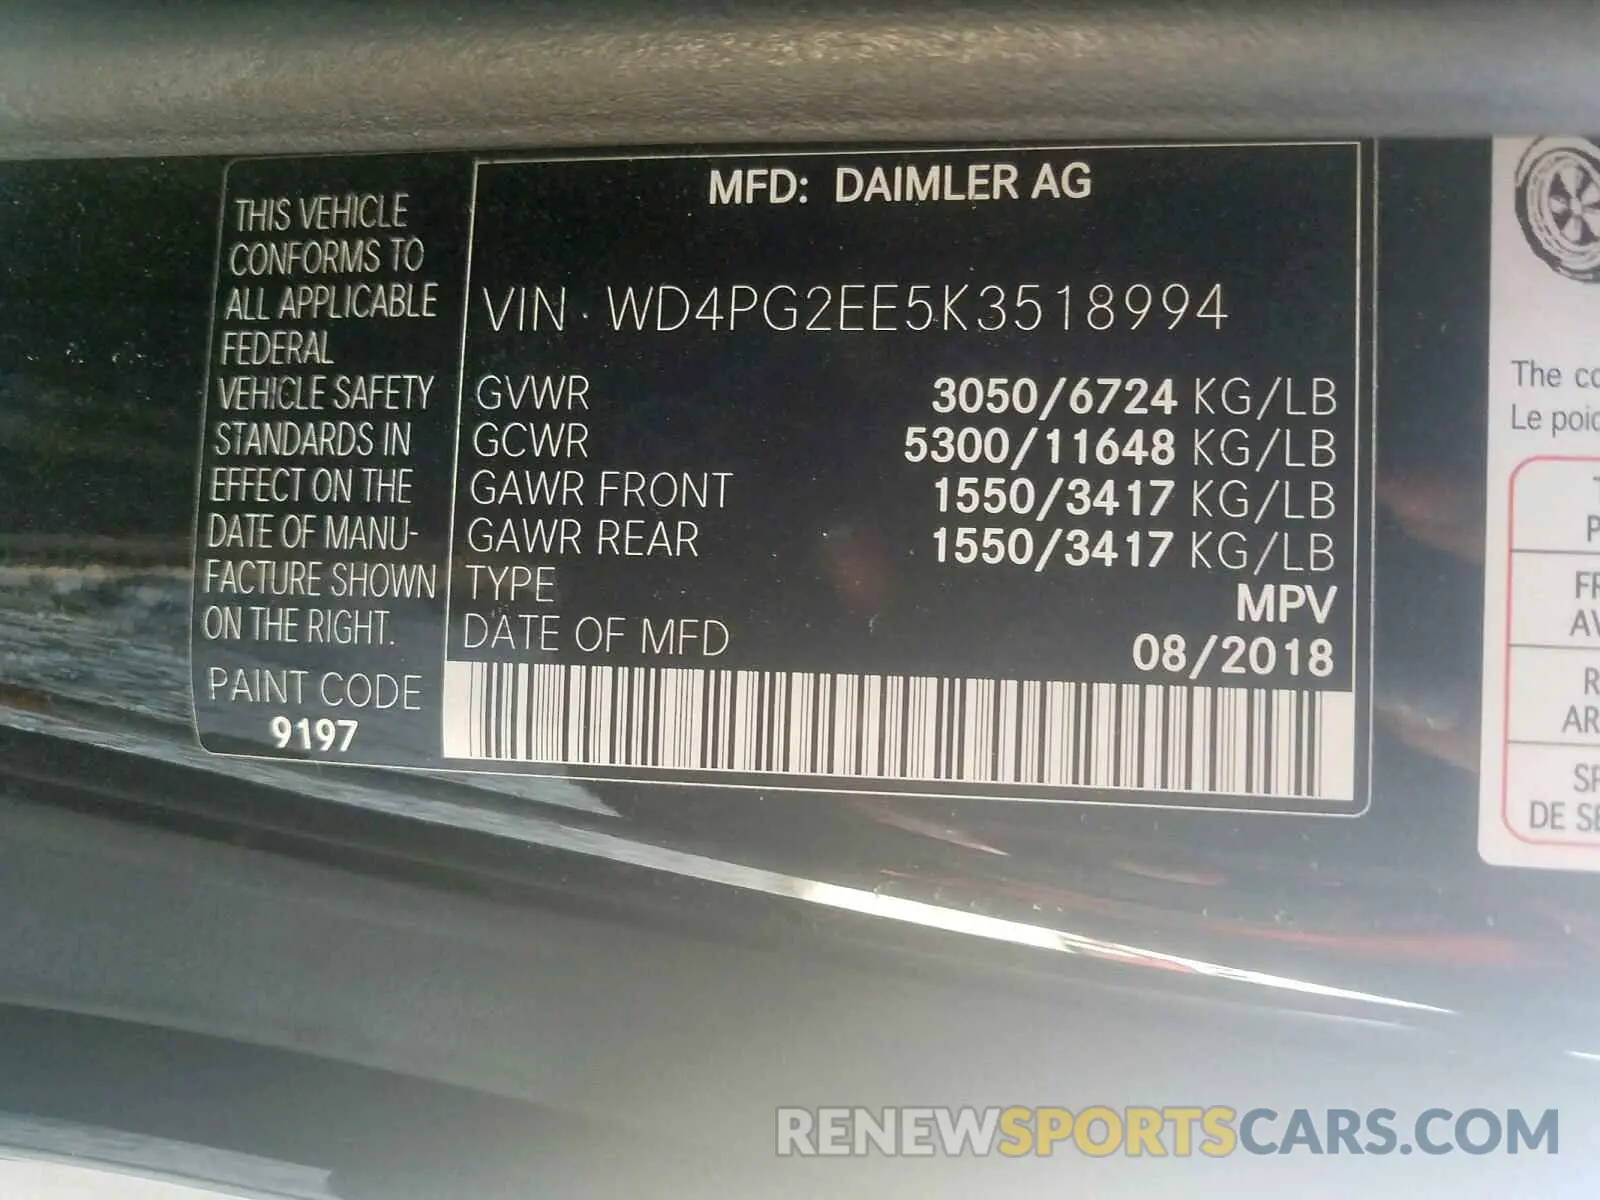 THIS VEHICLE
CONFORMS TO
ALL APPLICABLE
FEDERAL
VEHICLE SAFETY
STANDARDS IN
EFFECT ON THE
DATE OF MANU-
FACTURE SHOWN
ON THE RIGHT.
PAINT CODE
9197
MFD: DAIMLER AG
VIN · WD4PG2EE5K3518994
GVWR 3050/6724 KG/LB
GCWR 5300/11648 KG/LB
GAWR FRONT 1550/3417 KG/LB
GAWR REAR 1550/3417 KG/LB
TYPE MPV
DATE OF MFD 08/2018
The
Le
DE
RENEWSPORTSCARS.COM